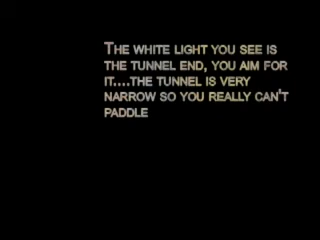 The white light you see is
the tunnel end, you aim for
it....the tunnel is very
narrow so you really can't
paddle